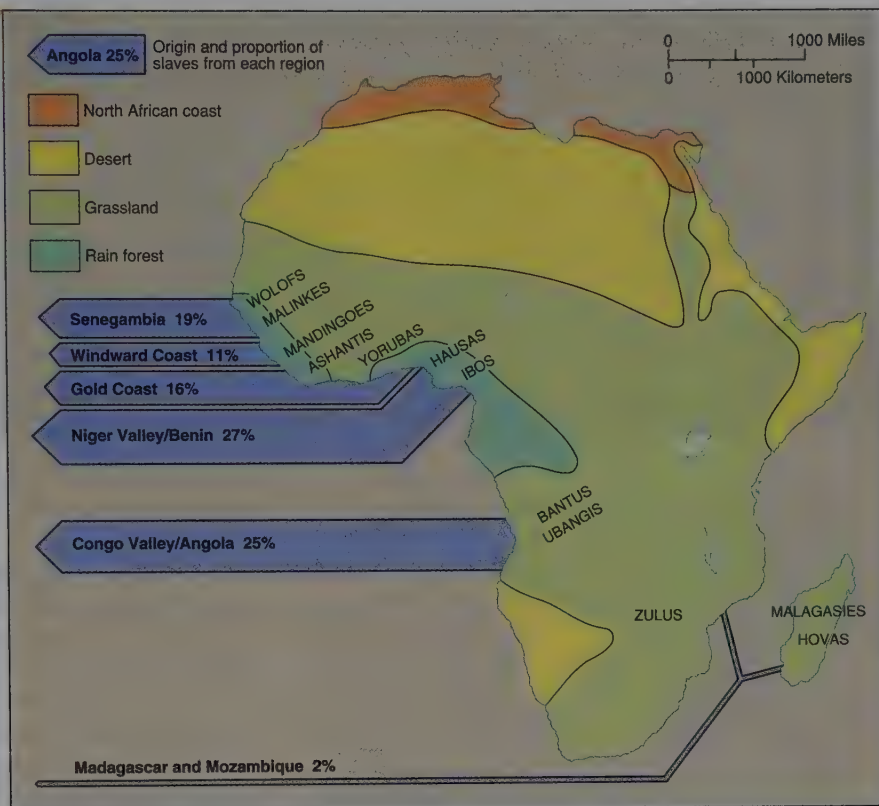 Angola 25%
Origin and proportion of
slaves from each region
0 1000 Miles
0 1000 Kilometers
North African coast
Desert
Grassland
Rain forest
WOLOFS
MALINKES
MANDINGOES
ASHANTIS
YORUBAS
HAUSAS
IBOS
Senegambia 19%
Windward Coast 11%
Gold Coast 16%
Niger Valley/Benin 27%
BANTUS
UBANGIS
Congo Valley/Angola 25%
ZULUS
MALAGASIES
HOVAS
Madagascar and Mozambique 2%